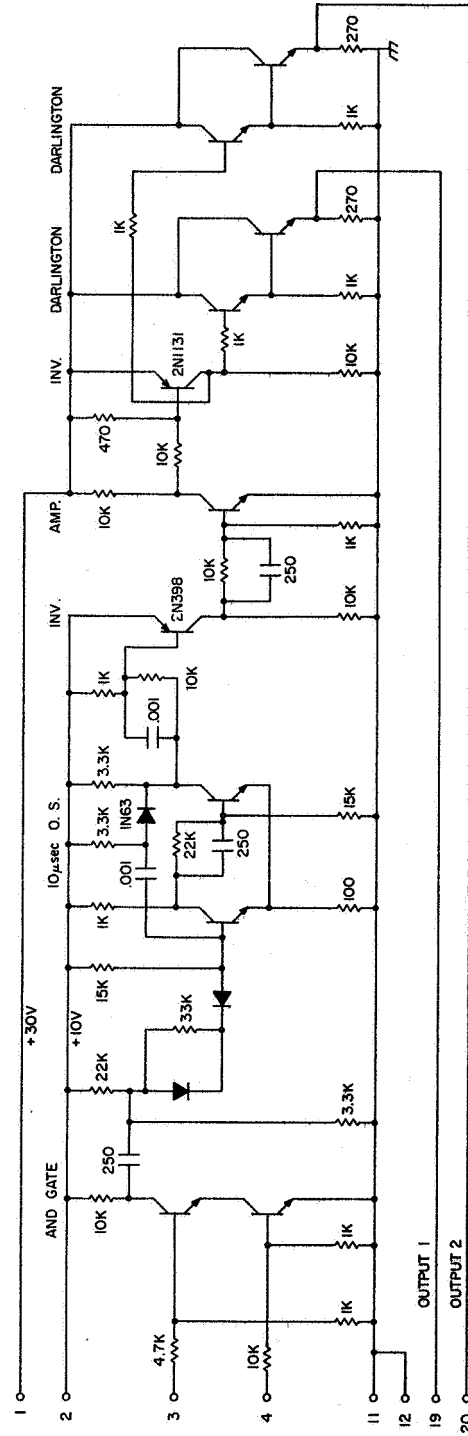 AND GATE
10μsec O.S.
INV.
AMP.
INV.
DARLINGTON
DARLINGTON
+30V
+10V
1
2
3
4
11
12
19
20
10K
250
22K
15K
1K
3.3K
3.3K
1K
10K
470
.001
1N63
.001
10K
2N398
10K
2N1131
1K
1K
33K
22K
250
10K
250
4.7K
10K
1K
1K
3.3K
100
15K
10K
1K
10K
1K
270
1K
270
OUTPUT 1
OUTPUT 2